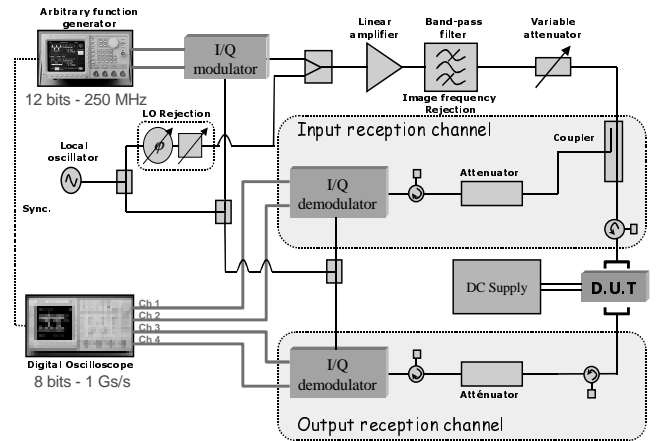 Arbitrary function
generator
12 bits - 250 MHz
I/Q
modulator
Linear
amplifier
Band-pass
filter
Image frequency
Rejection
Variable
attenuator
LO Rejection
φ
Local
oscillator
Sync.
Input reception channel
Coupler
I/Q
demodulator
Attenuator
DC Supply
D.U.T
Ch 1
Ch 2
Ch 3
Ch 4
Digital Oscilloscope
8 bits - 1 Gs/s
I/Q
demodulator
Atténuator
Output reception channel